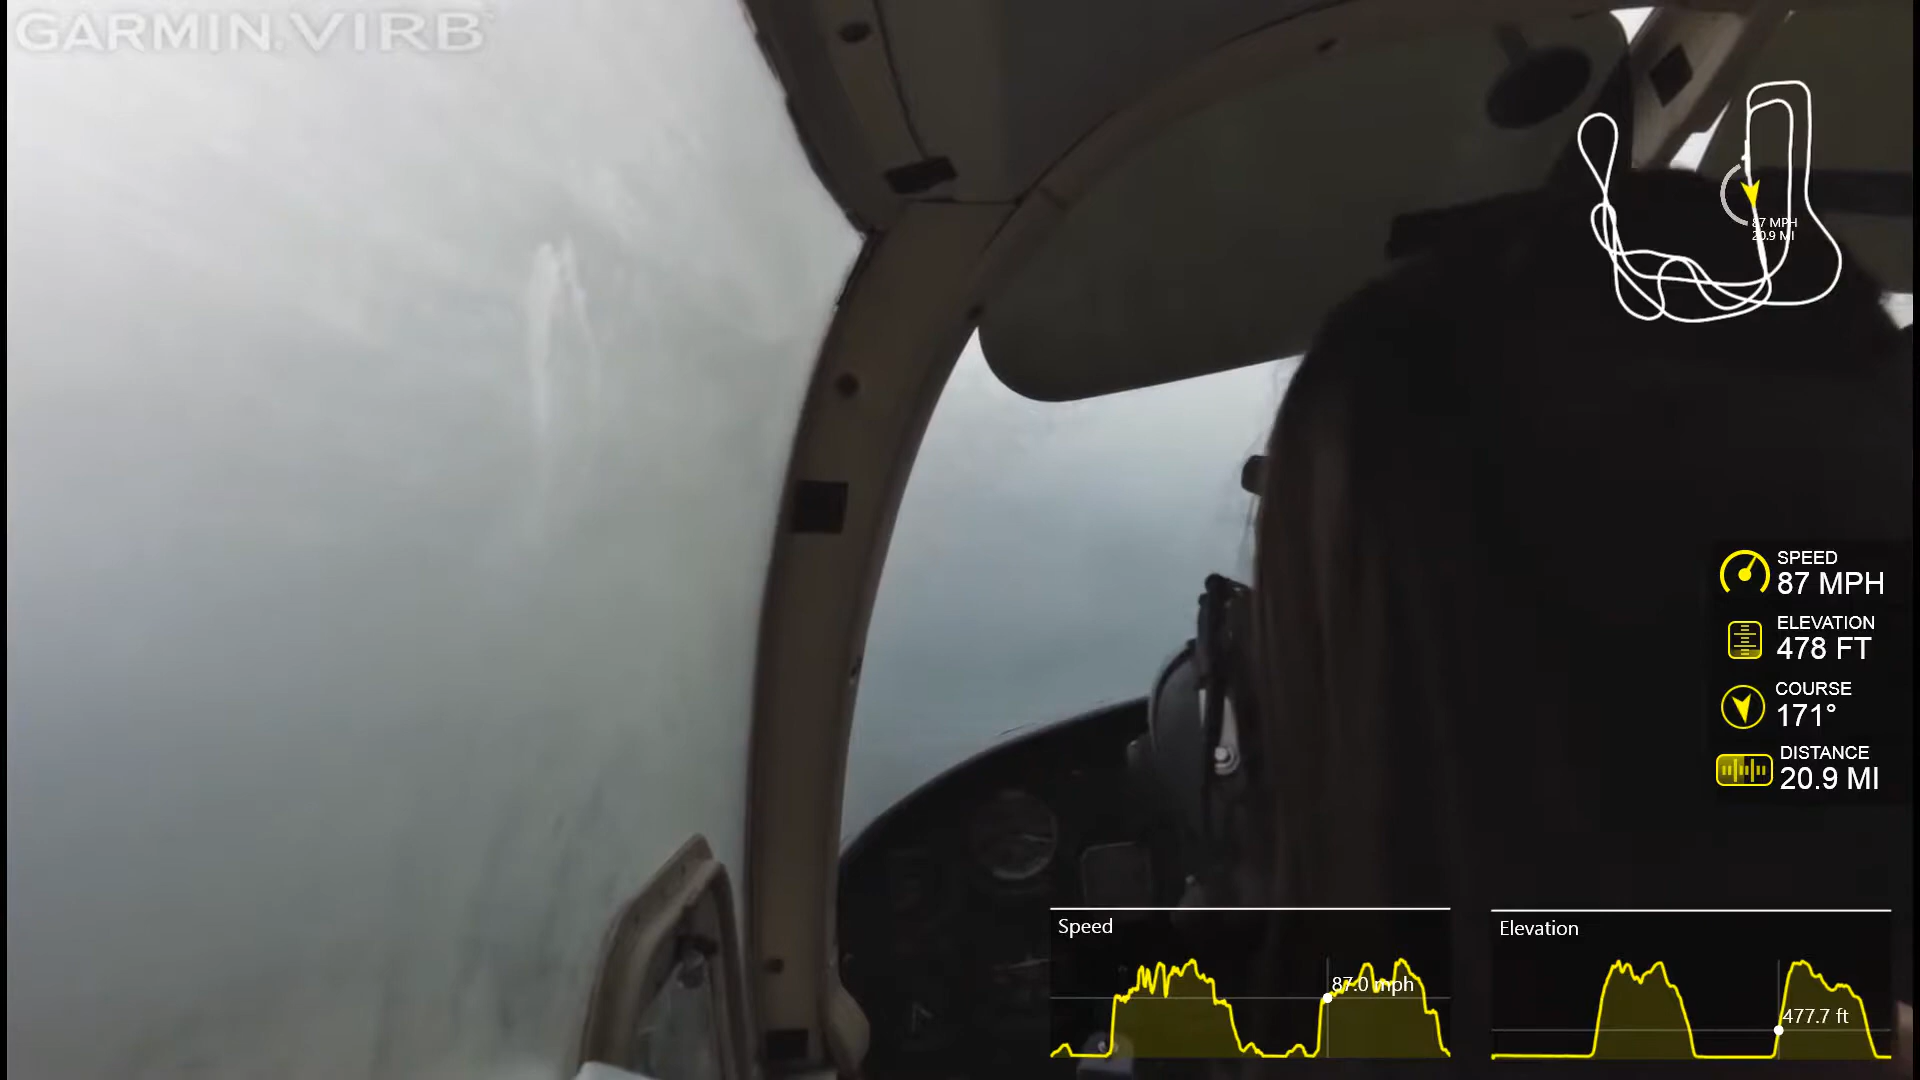 GARMIN.VIRB
87 MPH
20.9 MI
SPEED
87 MPH
ELEVATION
478 FT
COURSE
171°
DISTANCE
20.9 MI
Speed
87.0 mph
Elevation
477.7 ft